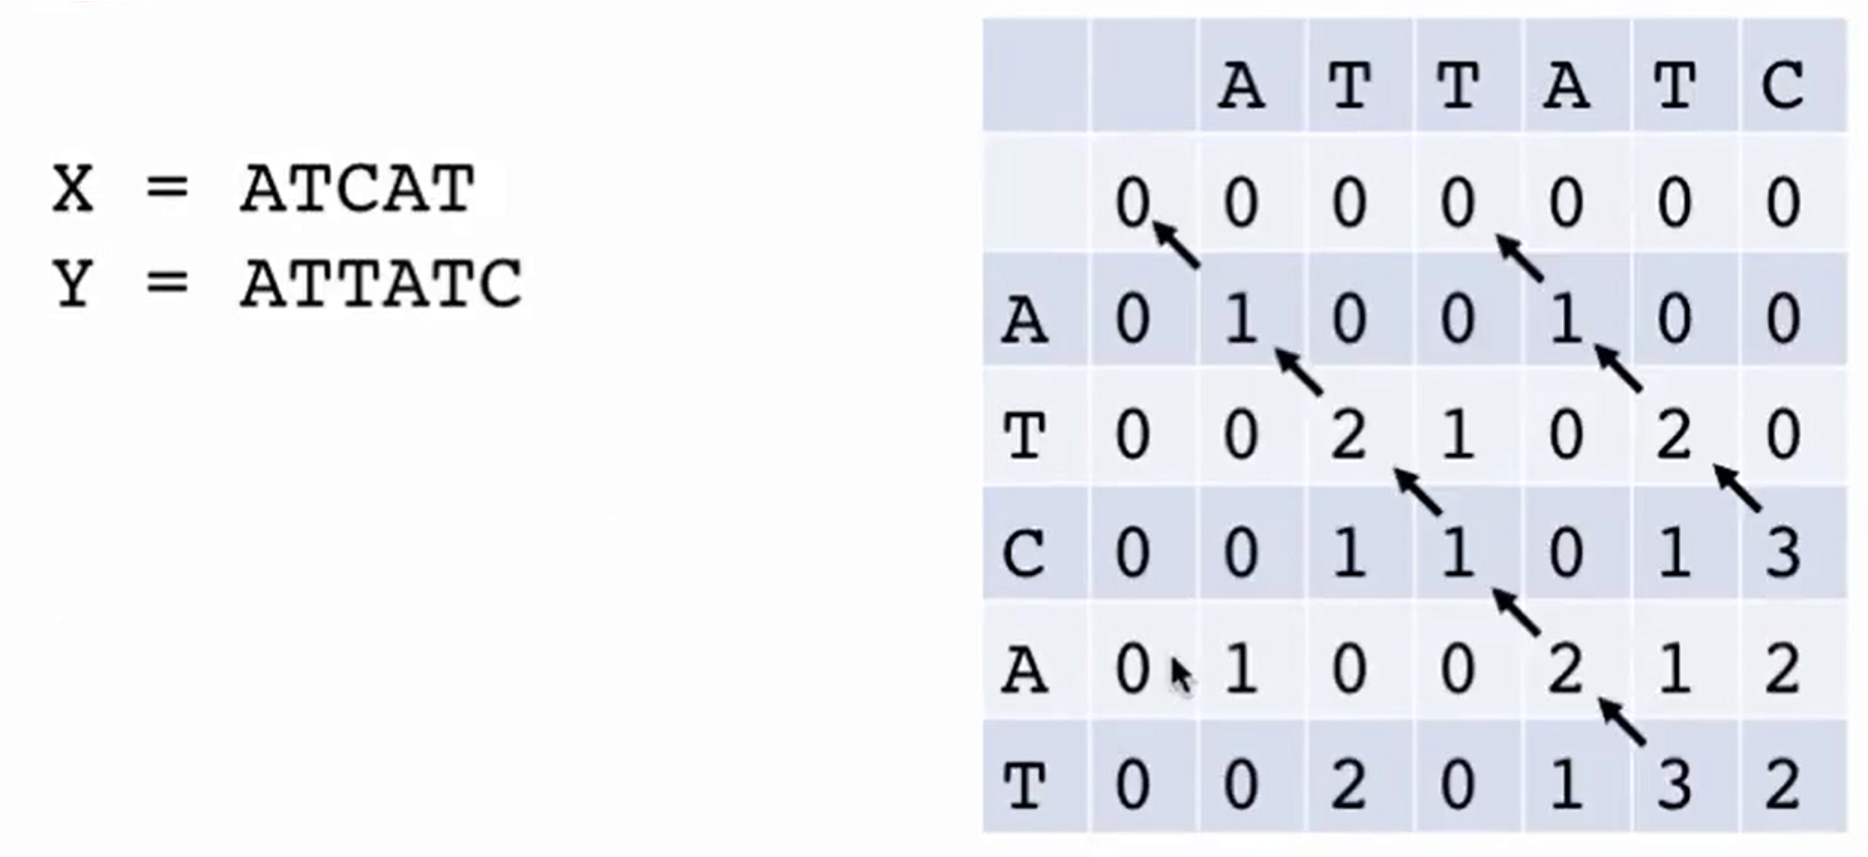 X = ATCAT
Y = ATTATC
A T T A T C
0 0 0 0 0 0 0
A 0 1 0 0 1 0 0
T 0 0 2 1 0 2 0
C 0 0 1 1 0 1 3
A 0 1 0 0 2 1 2
T 0 0 2 0 1 3 2